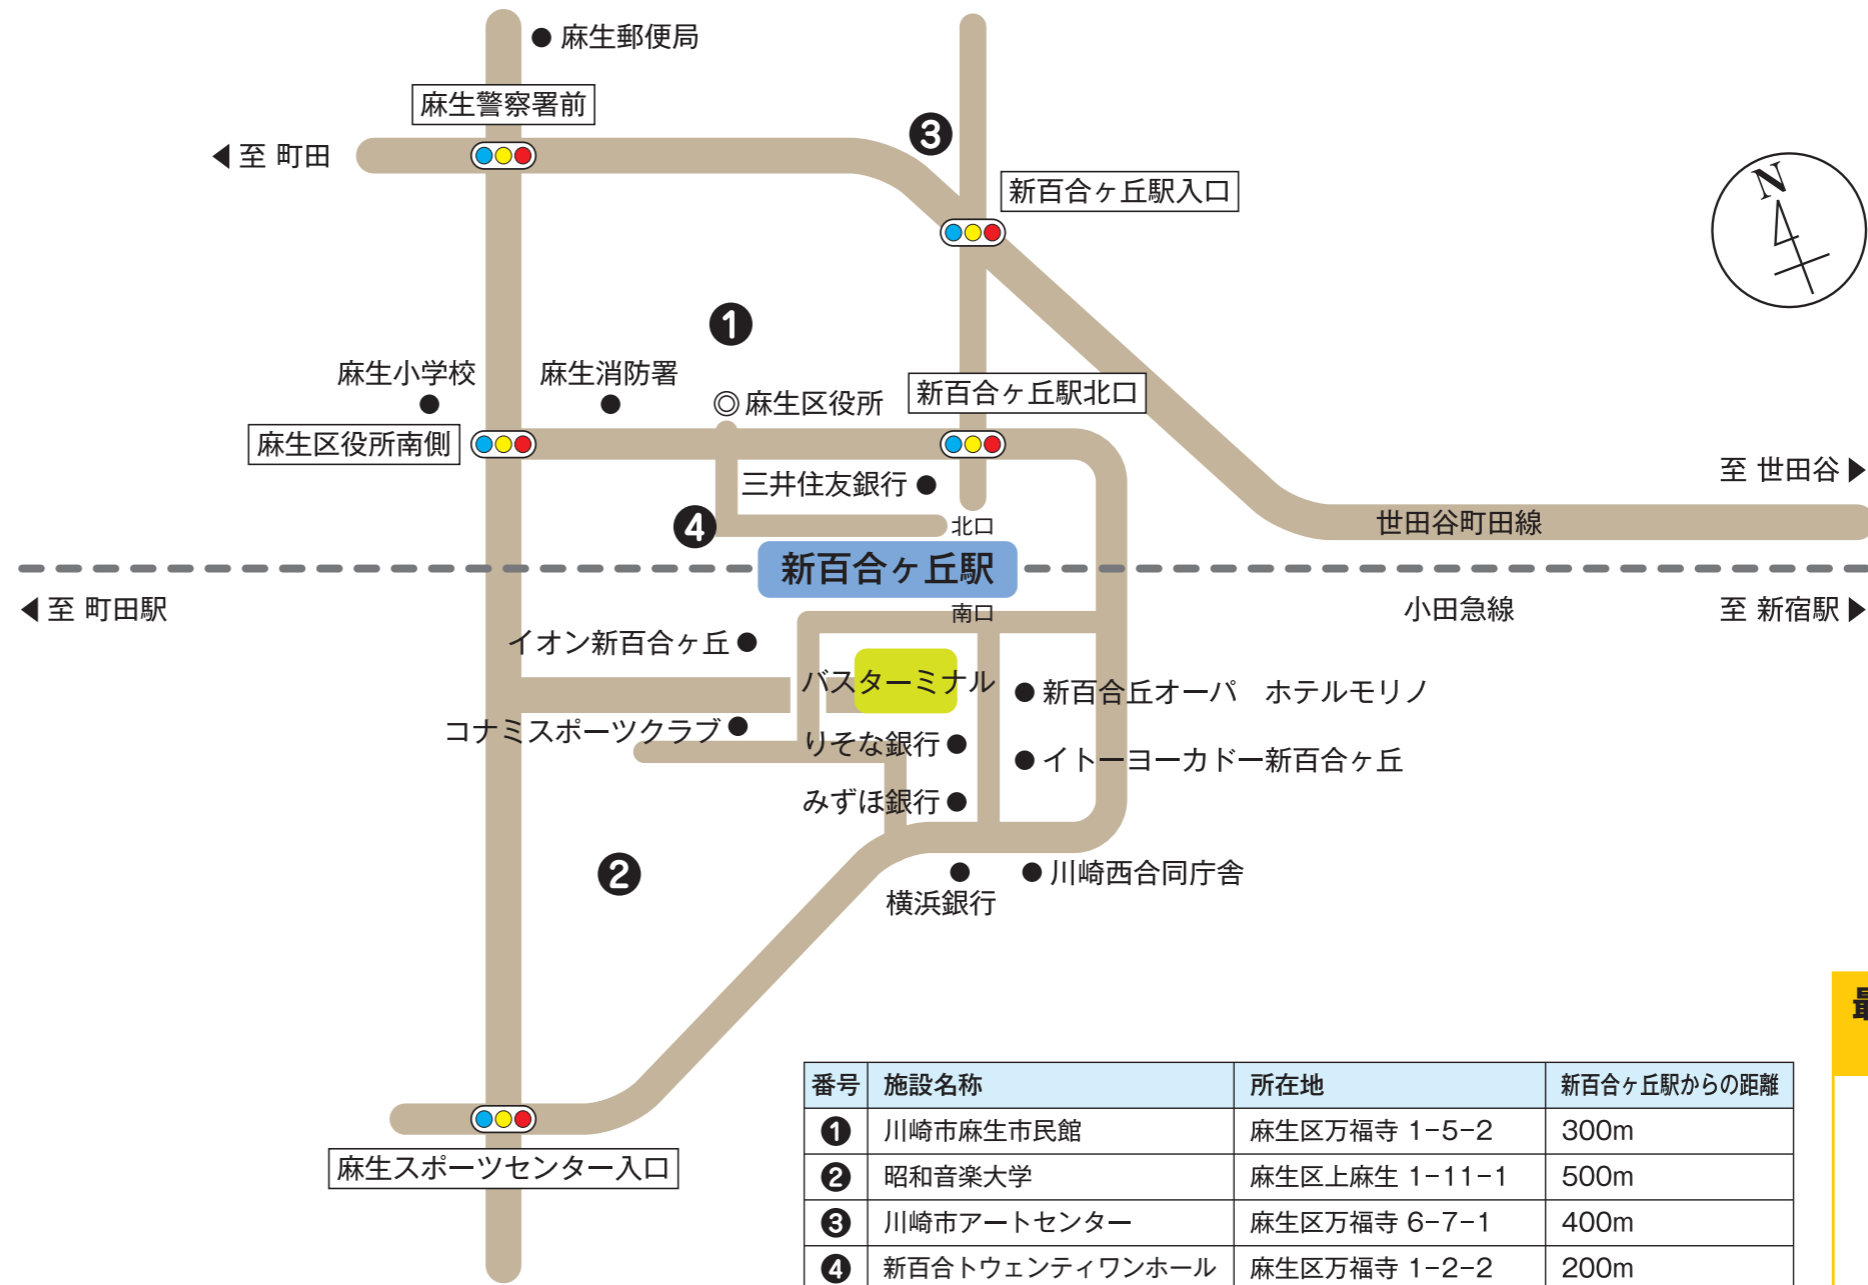 麻生郵便局
麻生警察署前
❸
◀至 町田
N
新百合ヶ丘駅入口
❶
麻生小学校
麻生消防署
◎麻生区役所
新百合ヶ丘駅北口
麻生区役所南側
三井住友銀行
至 世田谷▶
❹
北口
世田谷町田線
新百合ヶ丘駅
◀至 町田駅
南口
小田急線
至 新宿駅▶
イオン新百合ヶ丘
バスターミナル
新百合丘オーパ ホテルモリノ
コナミスポーツクラブ
りそな銀行
イトーヨーカドー新百合ヶ丘
みずほ銀行
❷
川崎西合同庁舎
横浜銀行
麻生スポーツセンター入口
番号 施設名称 所在地 新百合ヶ丘駅からの距離
❶ 川崎市麻生市民館 麻生区万福寺 1-5-2 300m
❷ 昭和音楽大学 麻生区上麻生 1-11-1 500m
❸ 川崎市アートセンター 麻生区万福寺 6-7-1 400m
❹ 新百合トウェンティワンホール 麻生区万福寺 1-2-2 200m